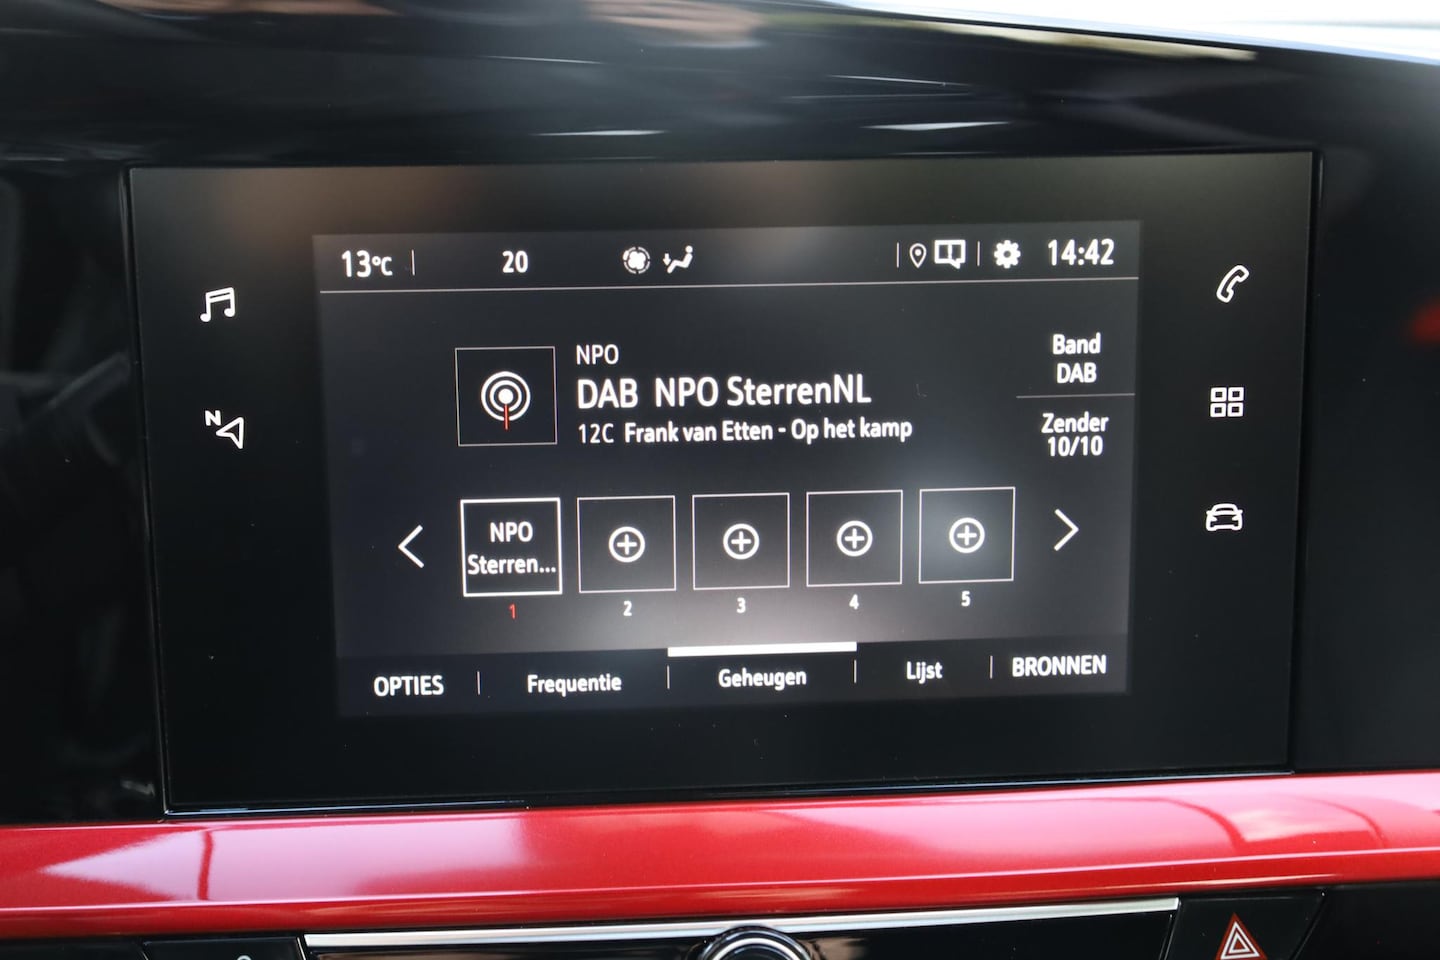 13°C 20 14:42
N
NPO
DAB NPO SterrenNL
12C Frank van Etten - Op het kamp
Band
DAB
Zender
10/10
NPO
Sterren...
1 2 3 4 5
OPTIES Frequentie Geheugen Lijst BRONNEN